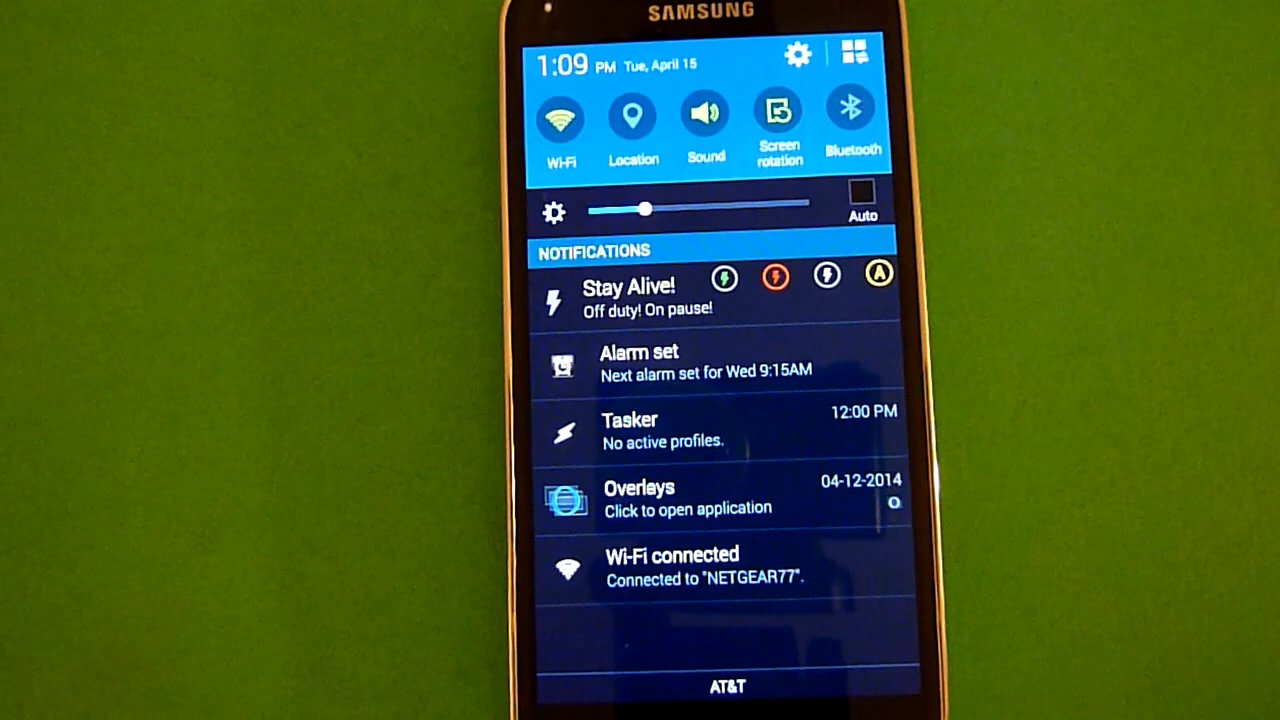 SAMSUNG
1:09 PM Tue, April 15
Wi-Fi Location Sound Screen rotation Bluetooth
Auto
NOTIFICATIONS
Stay Alive!
A
Off duty! On pause!
Alarm set
Next alarm set for Wed 9:15AM
Tasker 12:00 PM
No active profiles.
Overlays 04-12-2014
Click to open application
Wi-Fi connected
Connected to "NETGEAR77".
AT&T